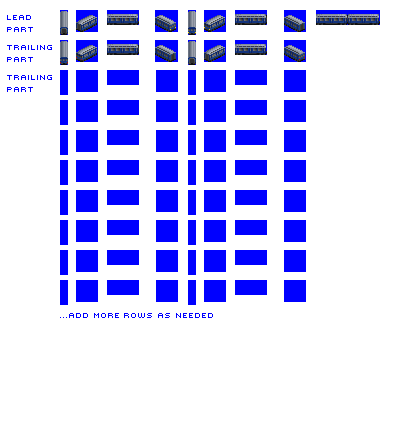 LEAD
PART
TRAILING
PART
TRAILING
PART
...ADD MORE ROWS AS NEEDED